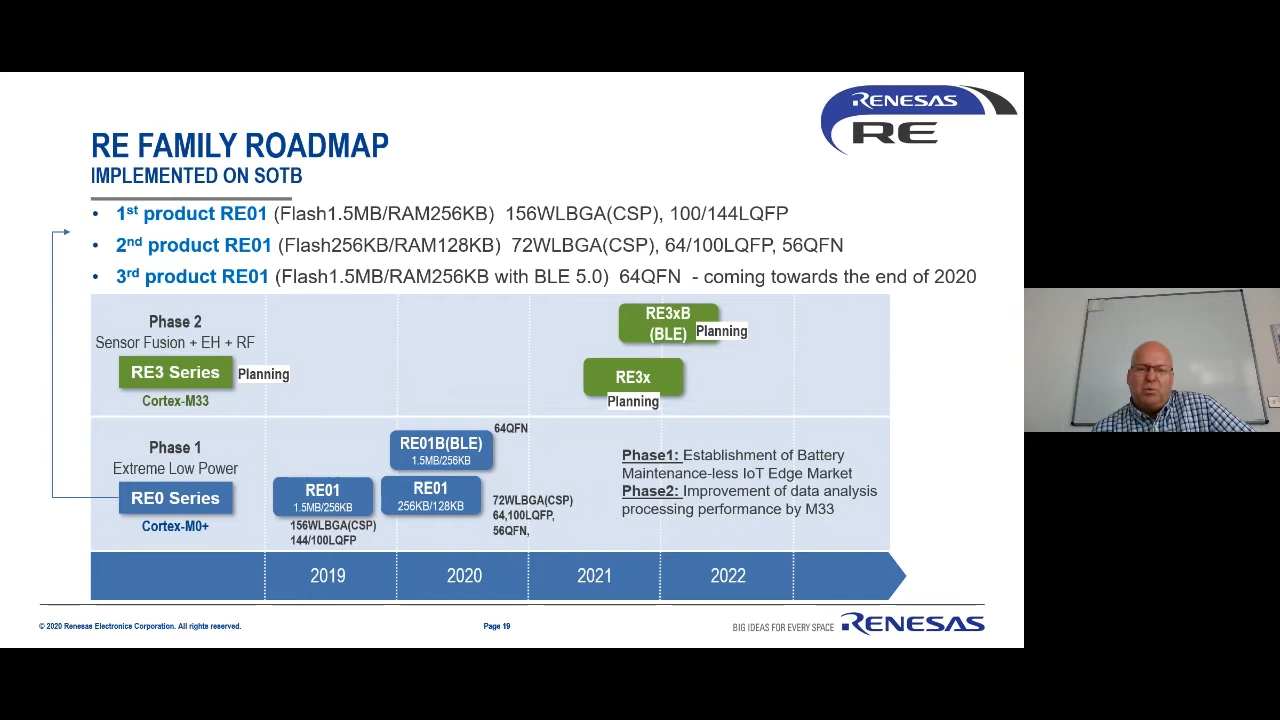 RENESAS
RE
RE FAMILY ROADMAP
IMPLEMENTED ON SOTB
• 1st product RE01 (Flash1.5MB/RAM256KB) 156WLBGA(CSP), 100/144LQFP
• 2nd product RE01 (Flash256KB/RAM128KB) 72WLBGA(CSP), 64/100LQFP, 56QFN
• 3rd product RE01 (Flash1.5MB/RAM256KB with BLE 5.0) 64QFN - coming towards the end of 2020
Phase 2
Sensor Fusion + EH + RF
RE3 Series
Planning
Cortex-M33
RE3xB
(BLE)
Planning
RE3x
Planning
Phase 1
Extreme Low Power
RE0 Series
Cortex-M0+
RE01
1.5MB/256KB
156WLBGA(CSP)
144/100LQFP
RE01B(BLE)
1.5MB/256KB
64QFN
RE01
256KB/128KB
72WLBGA(CSP)
64,100LQFP,
56QFN,
Phase1: Establishment of Battery
Maintenance-less IoT Edge Market
Phase2: Improvement of data analysis
processing performance by M33
2019
2020
2021
2022
© 2020 Renesas Electronics Corporation. All rights reserved.
Page 19
BIG IDEAS FOR EVERY SPACE
RENESAS